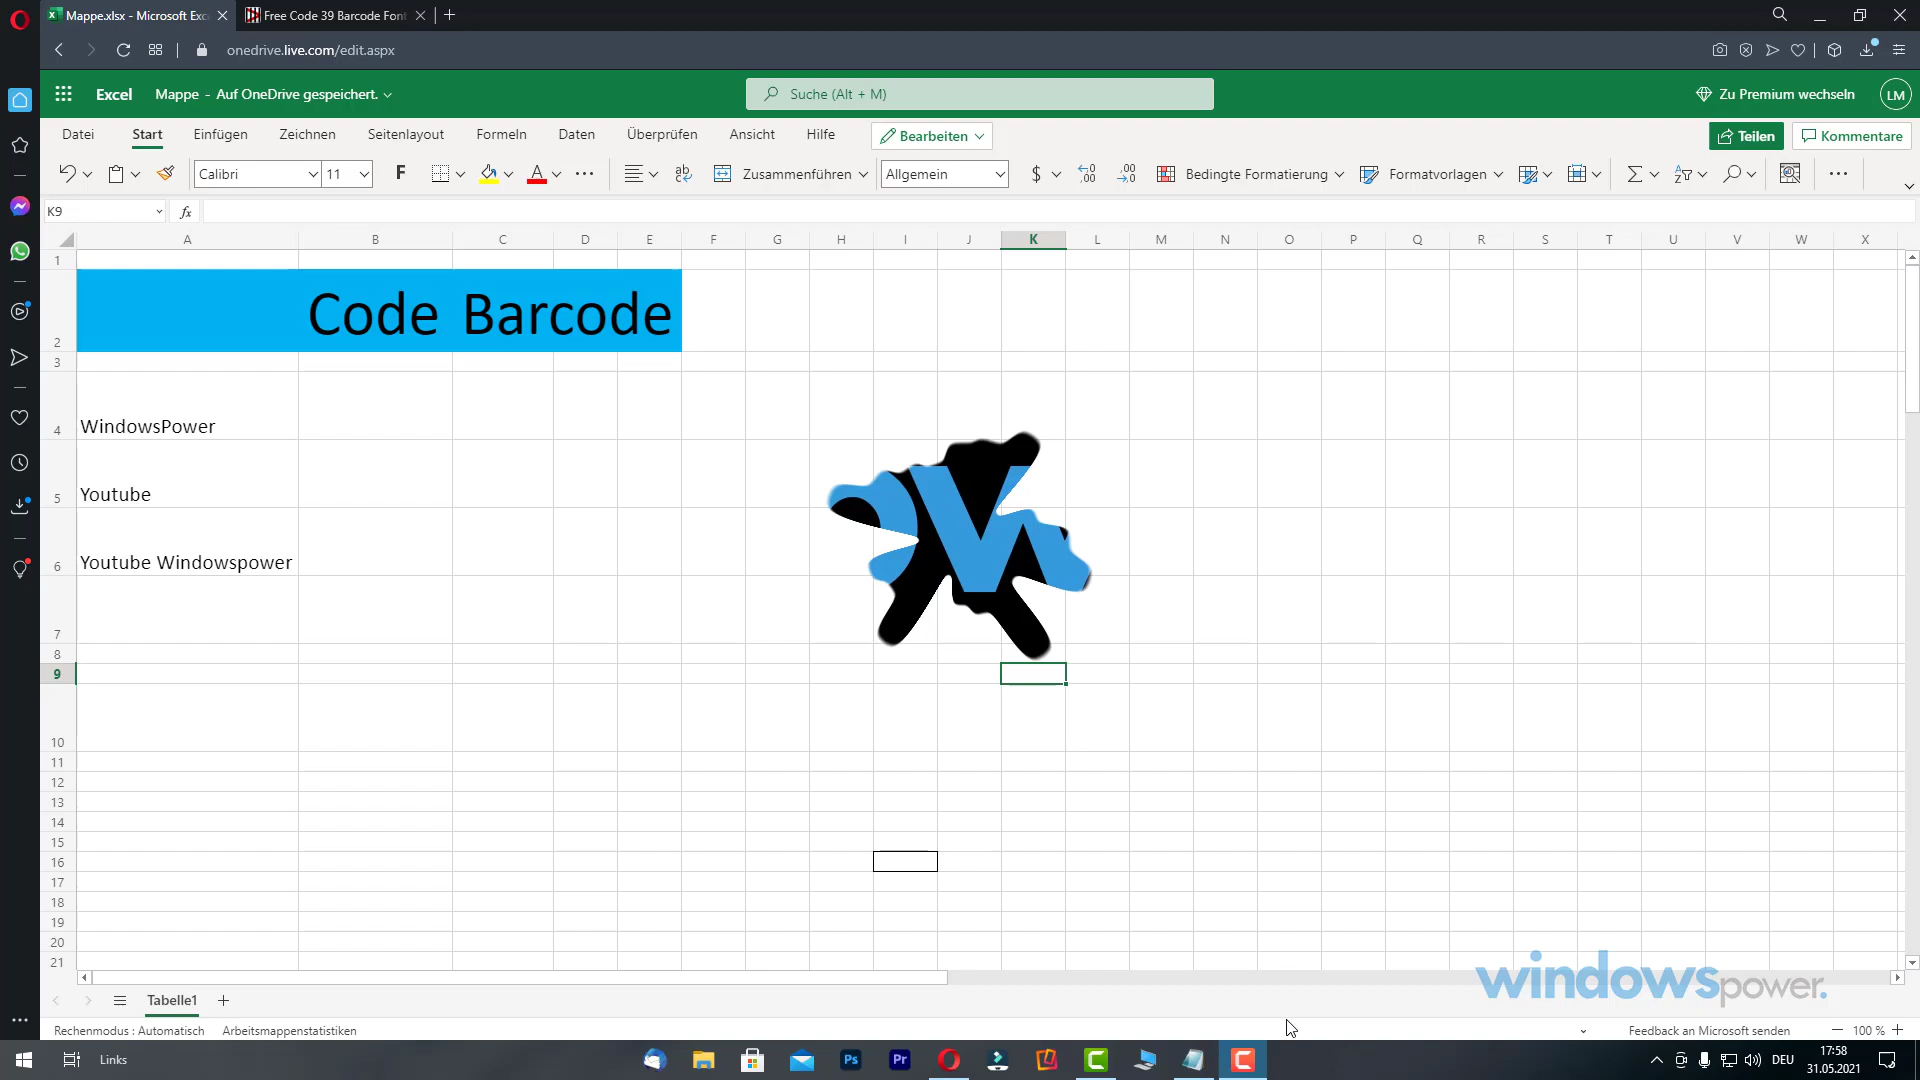 Mappe.xlsx - Microsoft Exc
Free Code 39 Barcode Font
onedrive.live.com/edit.aspx
Excel
Mappe - Auf OneDrive gespeichert.
Suche (Alt + M)
Zu Premium wechseln
LM
Datei
Start
Einfügen
Zeichnen
Seitenlayout
Formeln
Daten
Überprüfen
Ansicht
Hilfe
Bearbeiten
Teilen
Kommentare
Calibri
11
F
A
ab
Zusammenführen
Allgemein
$
Bedingte Formatierung
Formatvorlagen
K9
fx
A B C D E F G H I J K L M N O P Q R S T U V W X
1
Code Barcode
2
3
WindowsPower
4
Youtube
5
Youtube Windowspower
6
7
8
9
10
11
12
13
14
15
16
17
18
19
20
21
windowspower.
Tabelle1
Rechenmodus : Automatisch
Arbeitsmappenstatistiken
Feedback an Microsoft senden
100 %
Links
Ps
Pr
DEU
17:58
31.05.2021